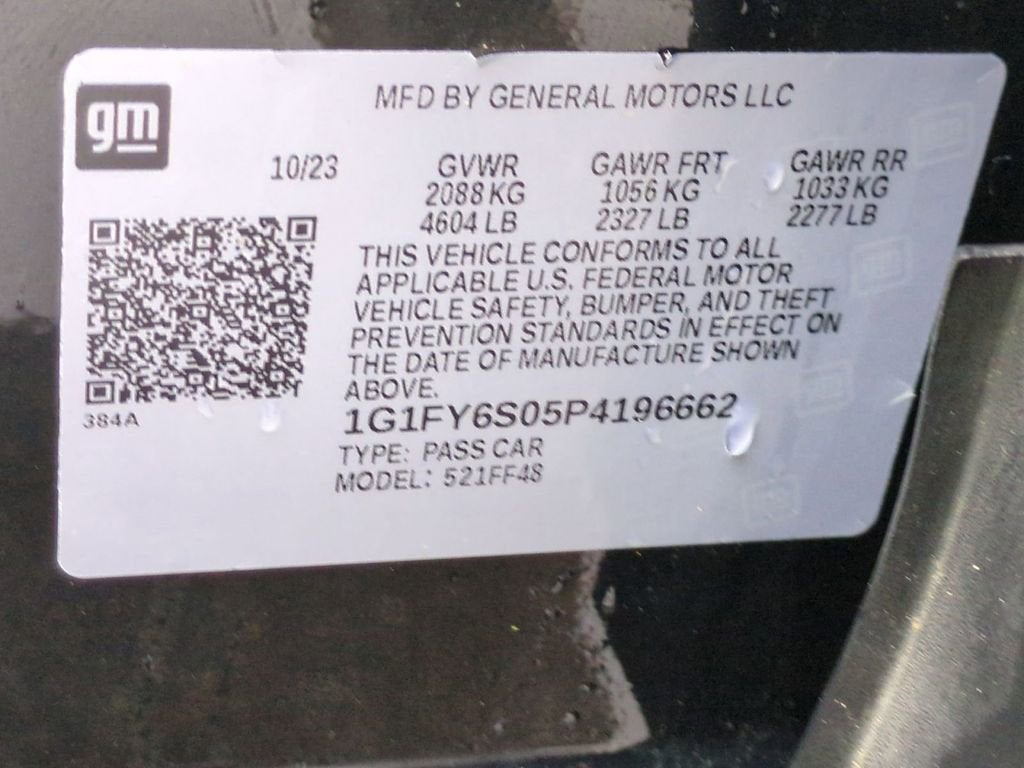 gm
MFD BY GENERAL MOTORS LLC
10/23 GVWR GAWR FRT GAWR RR
2088 KG 1056 KG 1033 KG
4604 LB 2327 LB 2277 LB
THIS VEHICLE CONFORMS TO ALL
APPLICABLE U.S. FEDERAL MOTOR
VEHICLE SAFETY, BUMPER, AND THEFT
PREVENTION STANDARDS IN EFFECT ON
THE DATE OF MANUFACTURE SHOWN
ABOVE.
384A
1G1FY6S05P4196662
TYPE: PASS CAR
MODEL: 521FF48